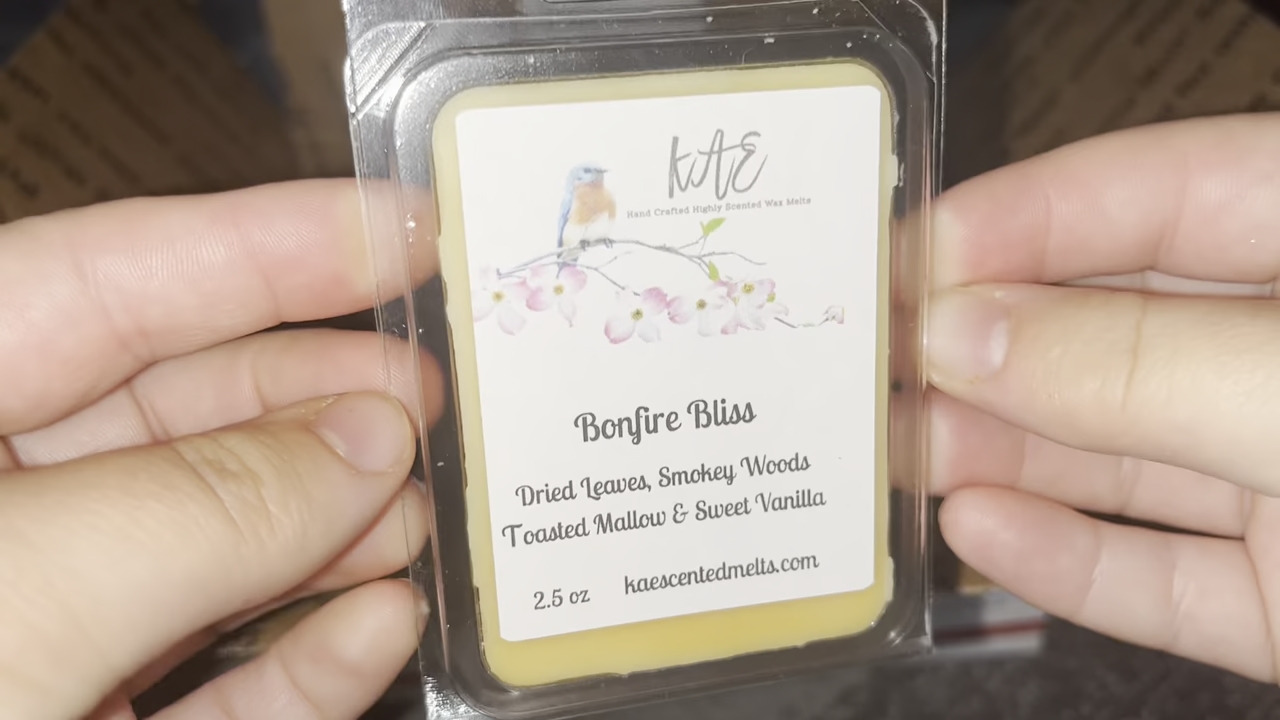 KAE
Hand Crafted Highly Scented Wax Melts
Bonfire Bliss
Dried Leaves, Smokey Woods
Toasted Mallow & Sweet Vanilla
2.5 oz kaescentedmelts.com